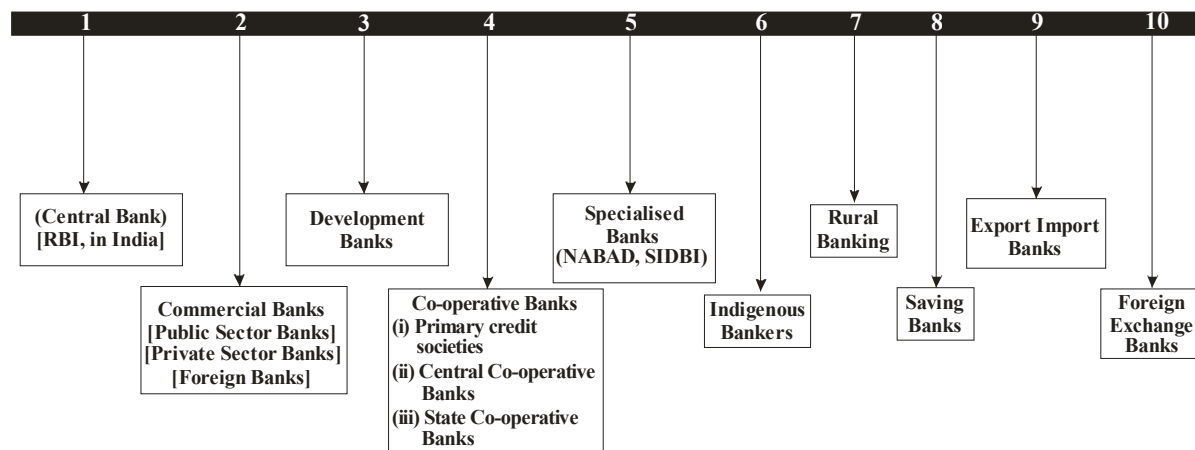 1 2 3 4 5 6 7 8 9 10
(Central Bank)
[RBI, in India]
Commercial Banks
[Public Sector Banks]
[Private Sector Banks]
[Foreign Banks]
Development
Banks
Co-operative Banks
(i) Primary credit
societies
(ii) Central Co-operative
Banks
(iii) State Co-operative
Banks
Specialised
Banks
(NABAD, SIDBI)
Indigenous
Bankers
Rural
Banking
Saving
Banks
Export Import
Banks
Foreign
Exchange
Banks